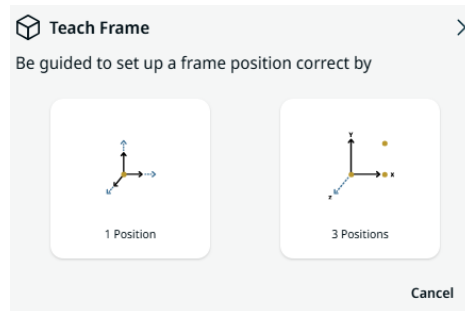 Teach Frame
Be guided to set up a frame position correct by
Y
X
Z
1 Position
3 Positions
Cancel